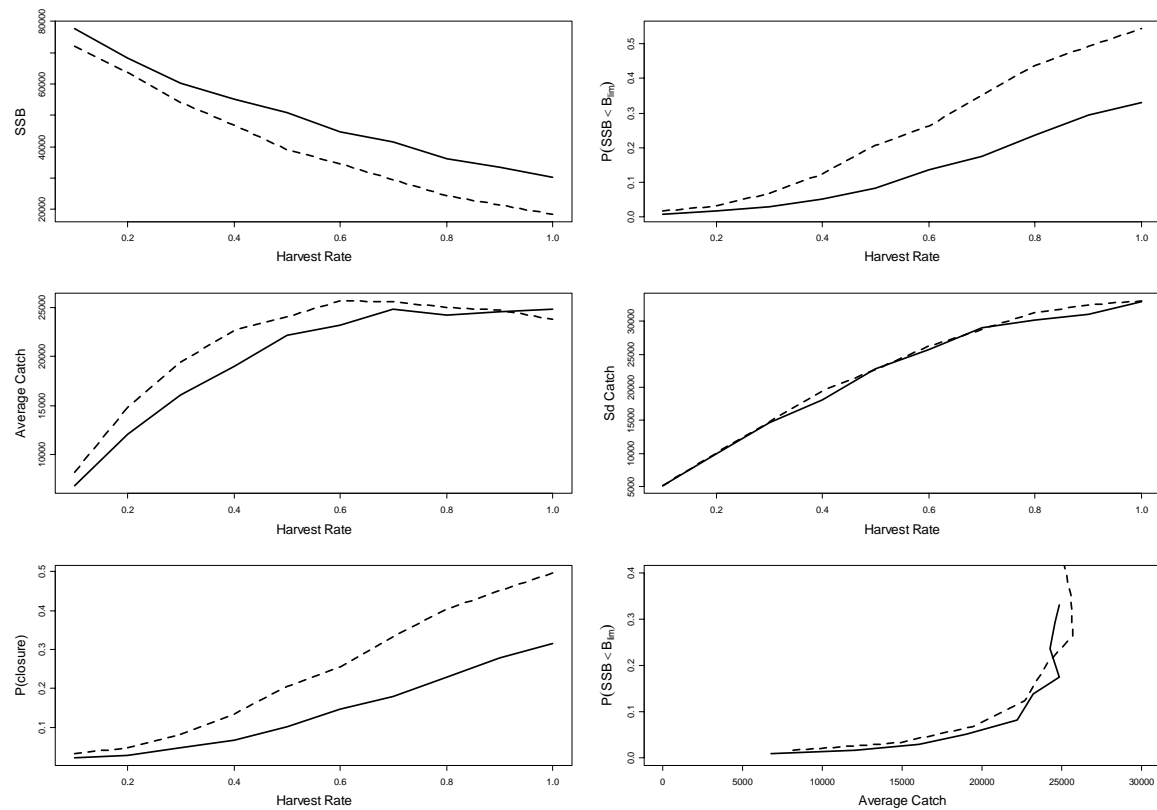 SSB
20000 40000 60000 80000
0.2 0.4 0.6 0.8 1.0
Harvest Rate
P(SSB < Blim)
0.0 0.1 0.2 0.3 0.4 0.5
0.2 0.4 0.6 0.8 1.0
Harvest Rate
Average Catch
10000 15000 20000 25000
0.2 0.4 0.6 0.8 1.0
Harvest Rate
Sd Catch
5000 10000 15000 20000 25000 30000
0.2 0.4 0.6 0.8 1.0
Harvest Rate
P(closure)
0.1 0.2 0.3 0.4 0.5
0.2 0.4 0.6 0.8 1.0
Harvest Rate
P(SSB < Blim)
0.0 0.1 0.2 0.3 0.4
0 5000 10000 15000 20000 25000 30000
Average Catch